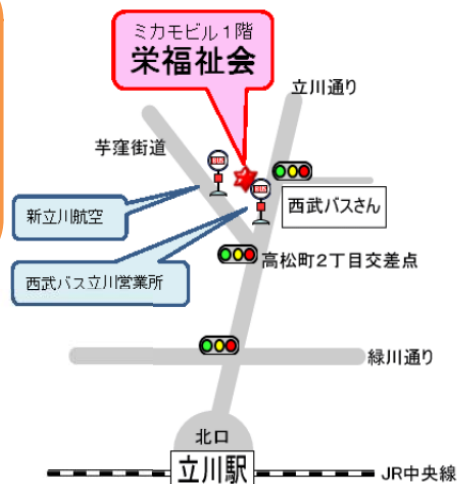 ミカモビル1階
栄福祉会
立川通り
芋窪街道
BUS
BUS
新立川航空
西武バスさん
西武バス立川営業所
高松町2丁目交差点
緑川通り
北口
立川駅
JR中央線